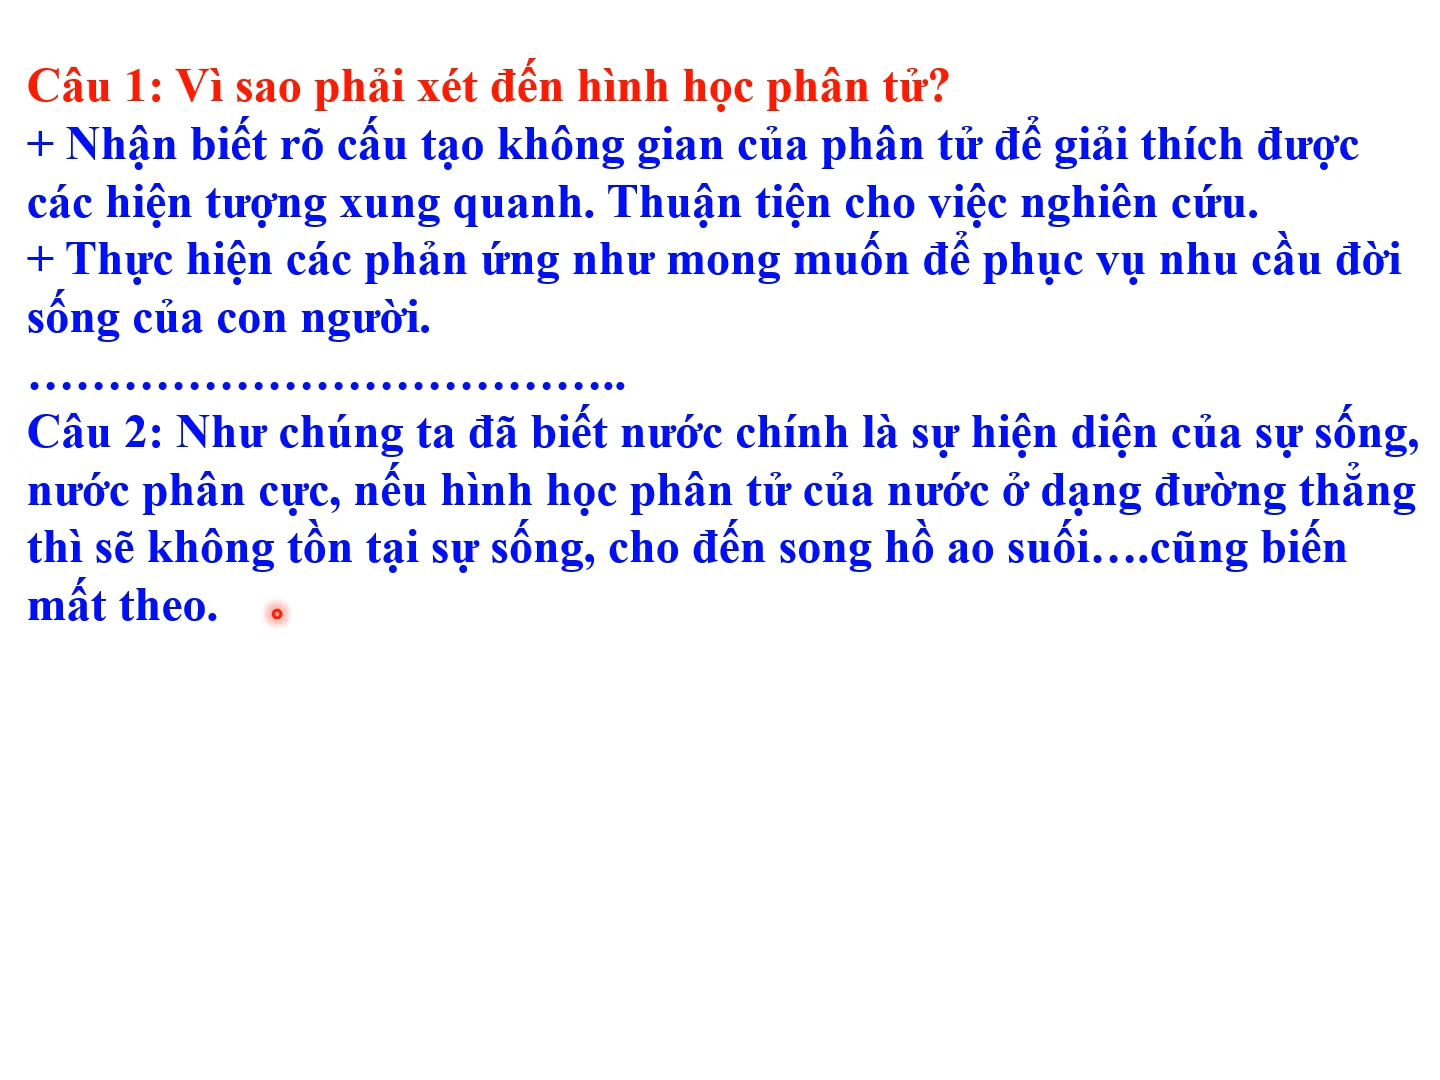 Câu 1: Vì sao phải xét đến hình học phân tử?
+ Nhận biết rõ cấu tạo không gian của phân tử để giải thích được
các hiện tượng xung quanh. Thuận tiện cho việc nghiên cứu.
+ Thực hiện các phản ứng như mong muốn để phục vụ nhu cầu đời
sống của con người.
………………………………..
Câu 2: Như chúng ta đã biết nước chính là sự hiện diện của sự sống,
nước phân cực, nếu hình học phân tử của nước ở dạng đường thẳng
thì sẽ không tồn tại sự sống, cho đến song hồ ao suối….cũng biến
mất theo.